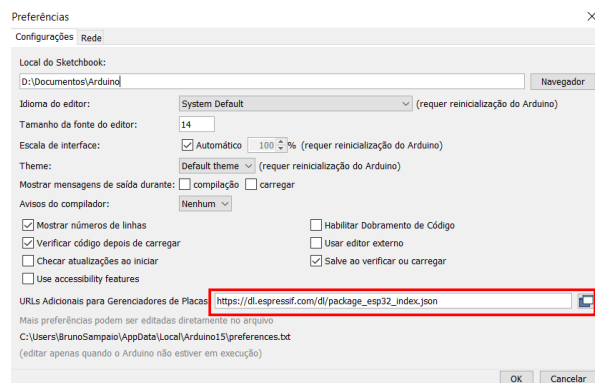 Preferências
Configurações Rede
Local do Sketchbook:
D:\Documentos\Arduino Navegador
Idioma do editor: System Default (requer reinicialização do Arduino)
Tamanho da fonte do editor: 14
Escala de interface: Automático 100 % (requer reinicialização do Arduino)
Theme: Default theme (requer reinicialização do Arduino)
Mostrar mensagens de saída durante: compilação carregar
Avisos do compilador: Nenhum
Mostrar números de linhas Habilitar Dobramento de Código
Verificar código depois de carregar Usar editor externo
Checar atualizações ao iniciar Salve ao verificar ou carregar
Use accessibility features
URLs Adicionais para Gerenciadores de Placas: https://dl.espressif.com/dl/package_esp32_index.json
Mais preferências podem ser editadas diretamente no arquivo
C:\Users\BrunoSampaio\AppData\Local\Arduino15\preferences.txt
(editar apenas quando o Arduino não estiver em execução)
OK Cancelar